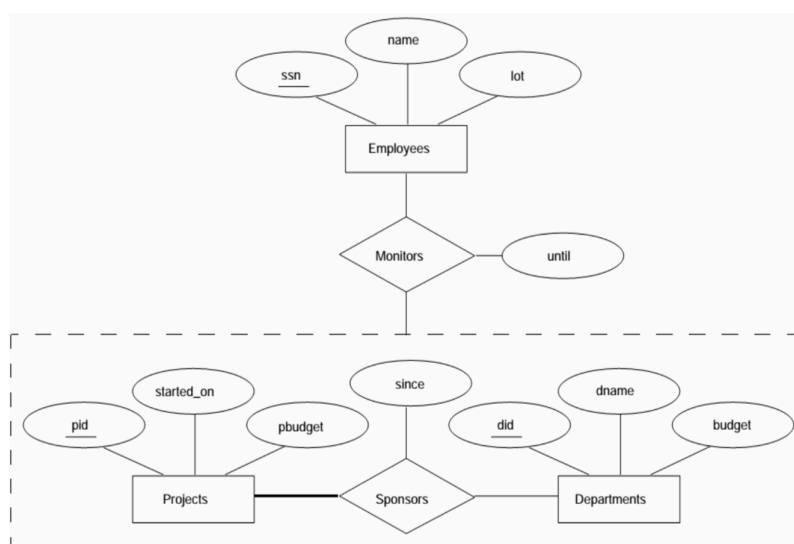 name
ssn
lot
Employees
Monitors
until
since
started_on
dname
pid
pbudget
did
budget
Projects
Sponsors
Departments